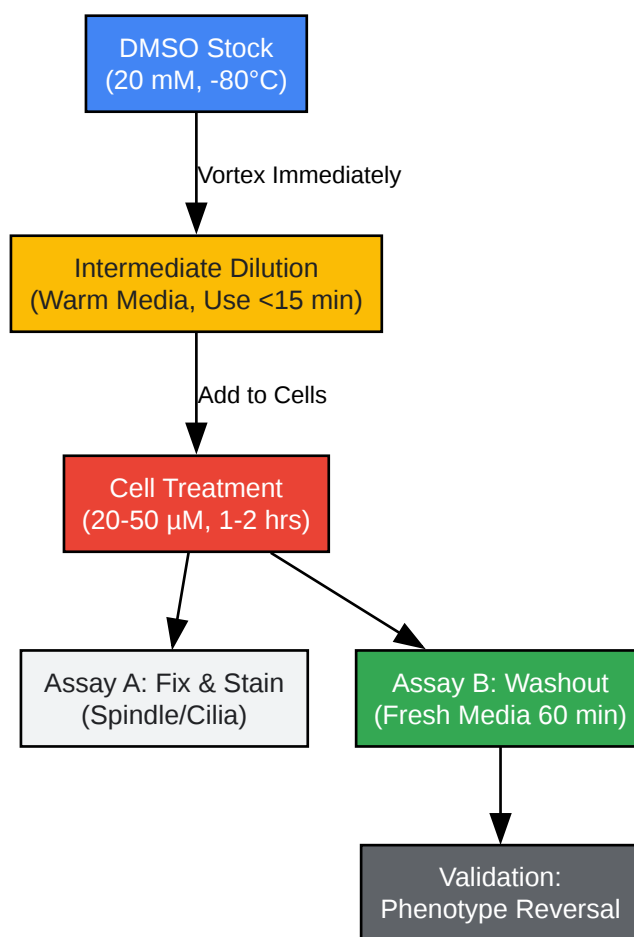 DMSO Stock
(20 mM, -80°C)
Vortex Immediately
Intermediate Dilution
(Warm Media, Use <15 min)
Add to Cells
Cell Treatment
(20-50 µM, 1-2 hrs)
Assay A: Fix & Stain
(Spindle/Cilia)
Assay B: Washout
(Fresh Media 60 min)
Validation:
Phenotype Reversal